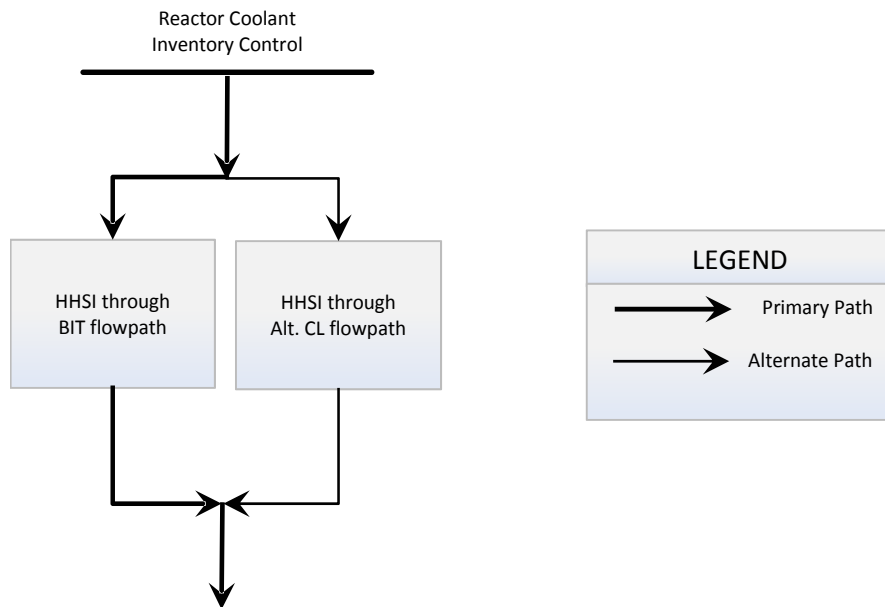 Reactor Coolant
Inventory Control
HHSI through
BIT flowpath
HHSI through
Alt. CL flowpath
LEGEND
Primary Path
Alternate Path